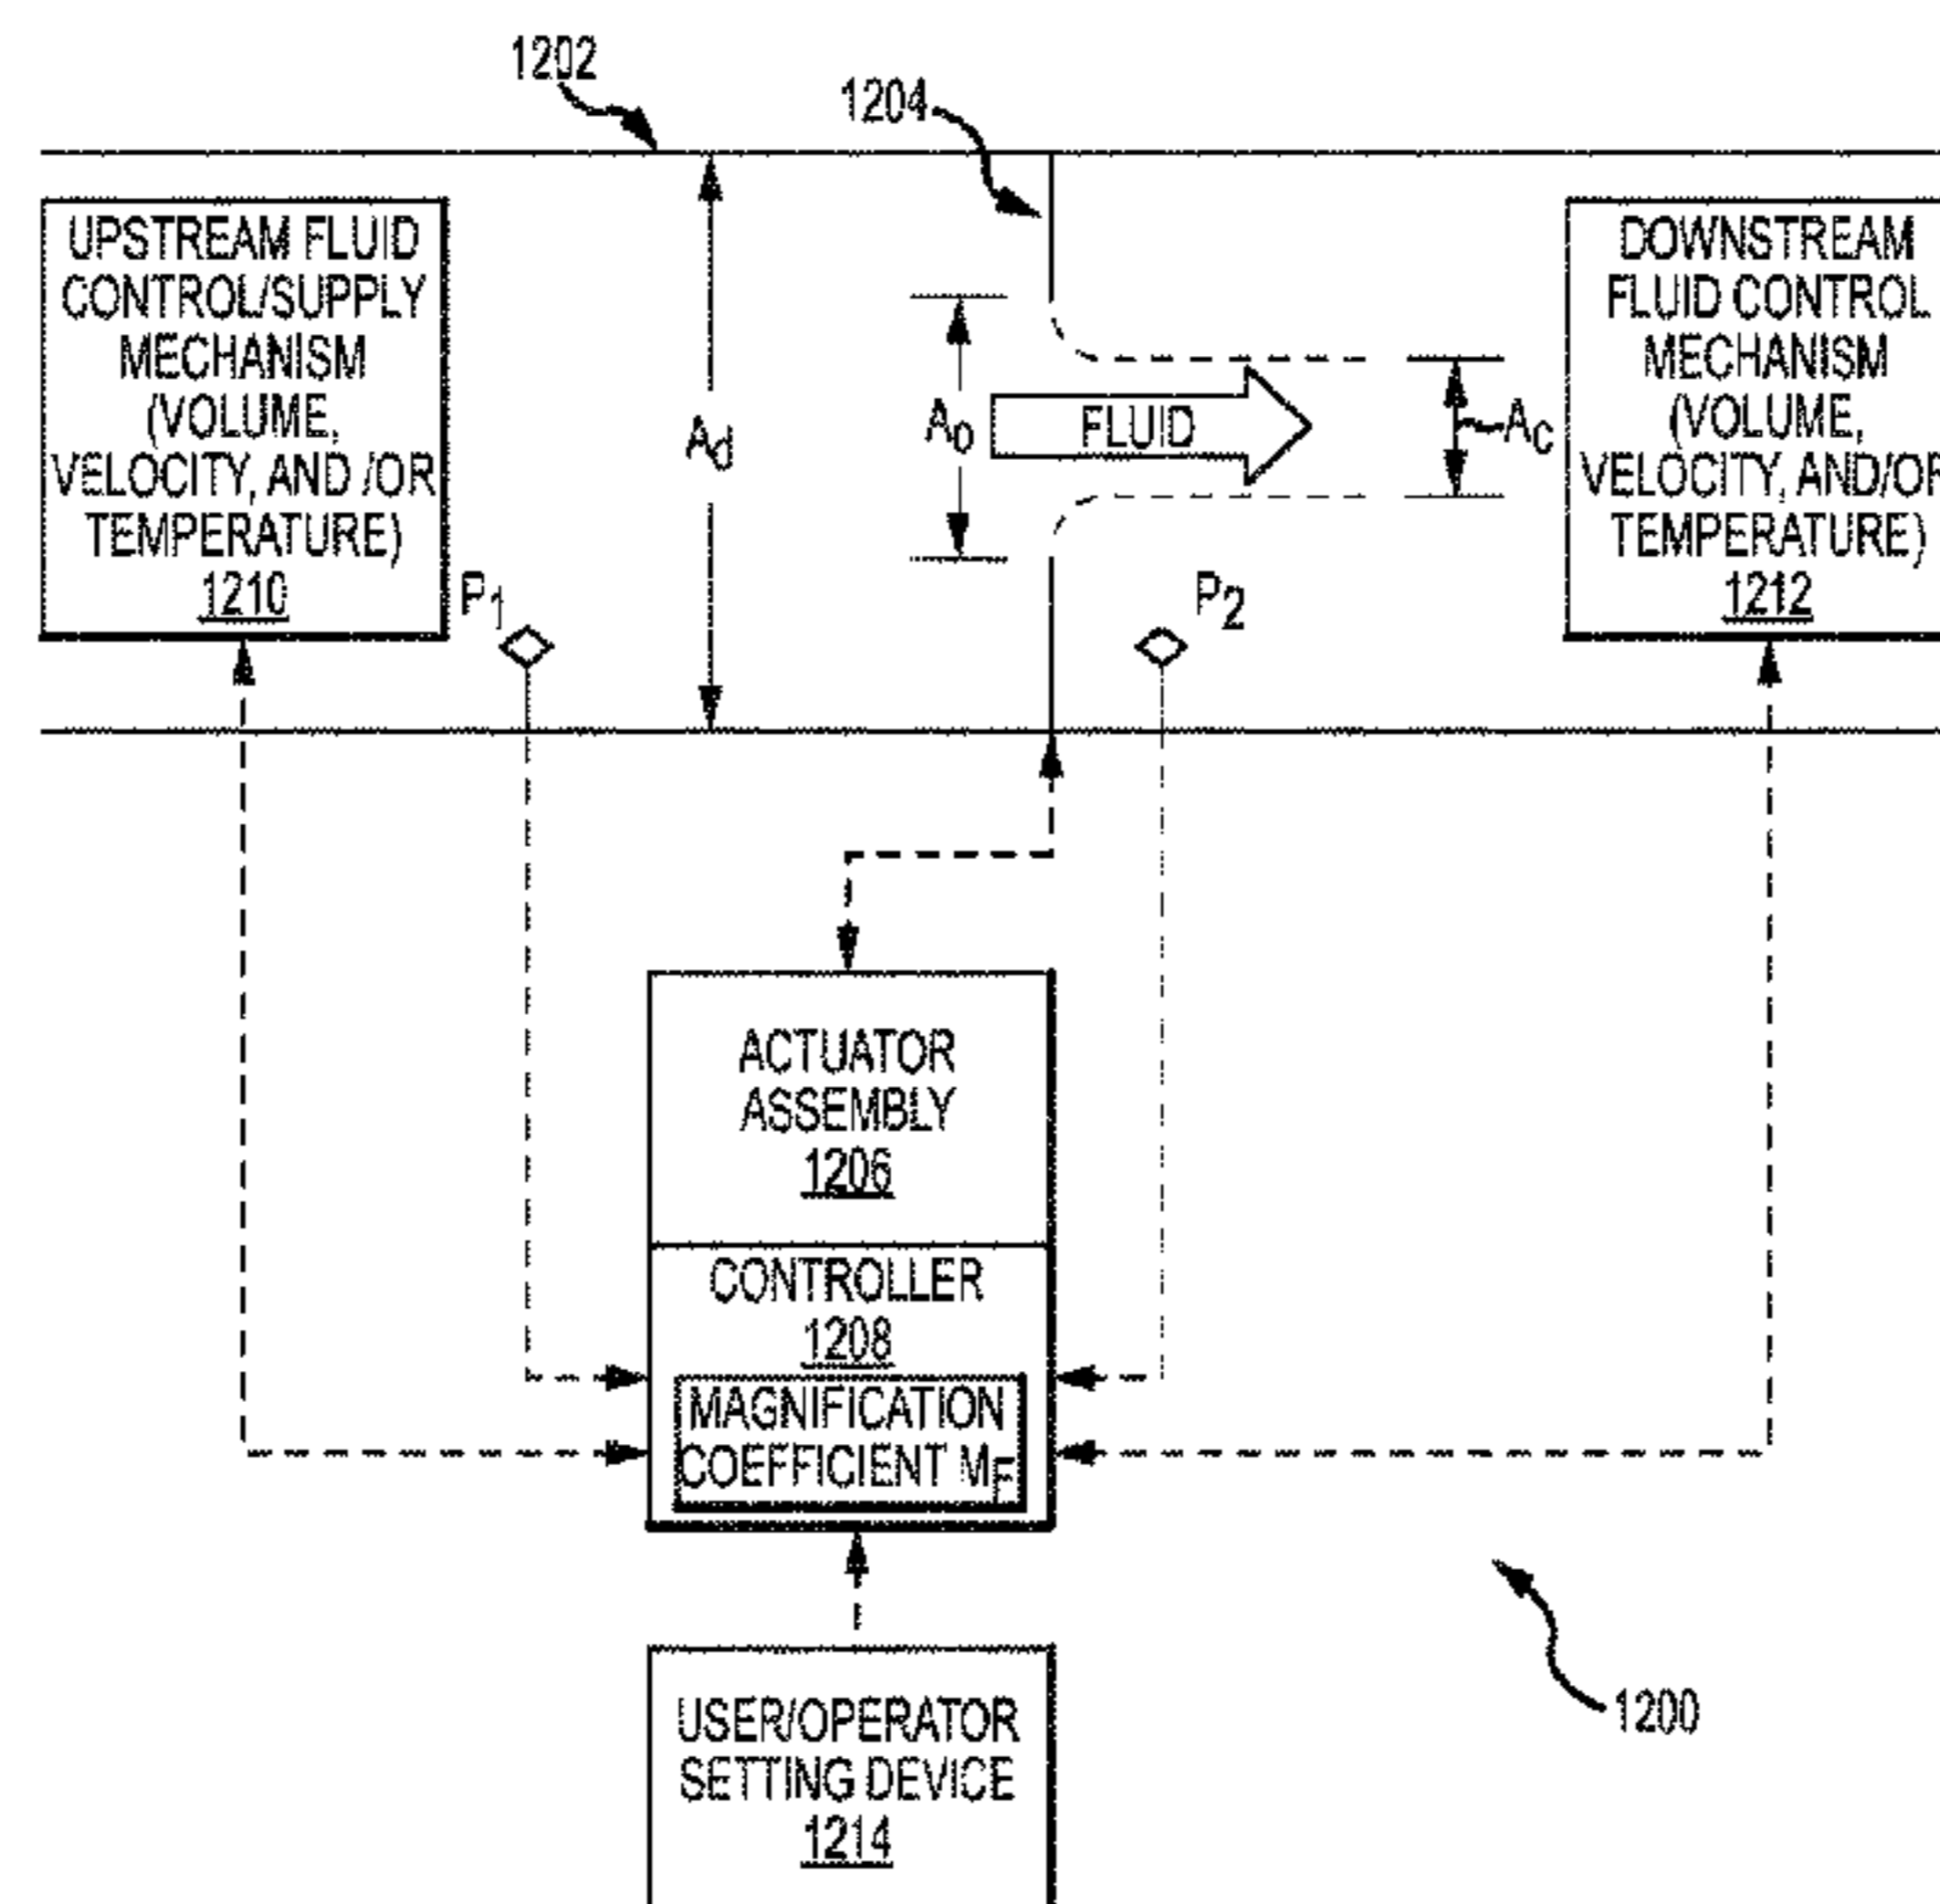 1202
1204
UPSTREAM FLUID
CONTROL/SUPPLY
MECHANISM
(VOLUME,
VELOCITY, AND /OR
TEMPERATURE)
1210
P1
Ad
Ao
FLUID
Ac
P2
DOWNSTREAM
FLUID CONTROL
MECHANISM
(VOLUME,
VELOCITY, AND/OR
TEMPERATURE)
1212
ACTUATOR
ASSEMBLY
1206
CONTROLLER
1208
MAGNIFICATION
COEFFICIENT MF
USER/OPERATOR
SETTING DEVICE
1214
1200